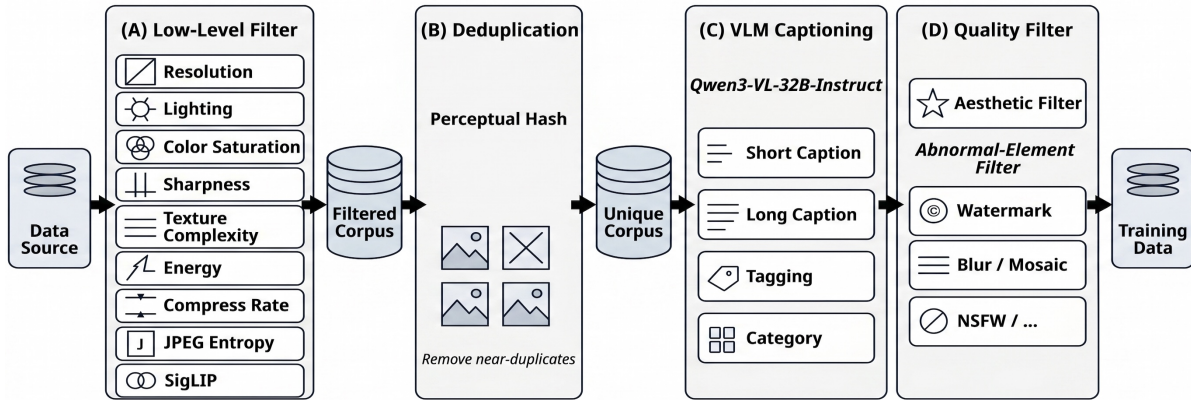 Data
Source
(A) Low-Level Filter
Resolution
Lighting
Color Saturation
Sharpness
Texture
Complexity
Energy
Compress Rate
J
JPEG Entropy
SigLIP
Filtered
Corpus
(B) Deduplication
Perceptual Hash
Remove near-duplicates
Unique
Corpus
(C) VLM Captioning
Qwen3-VL-32B-Instruct
Short Caption
Long Caption
Tagging
Category
(D) Quality Filter
Aesthetic Filter
Abnormal-Element
Filter
© Watermark
Blur / Mosaic
NSFW / ...
Training
Data